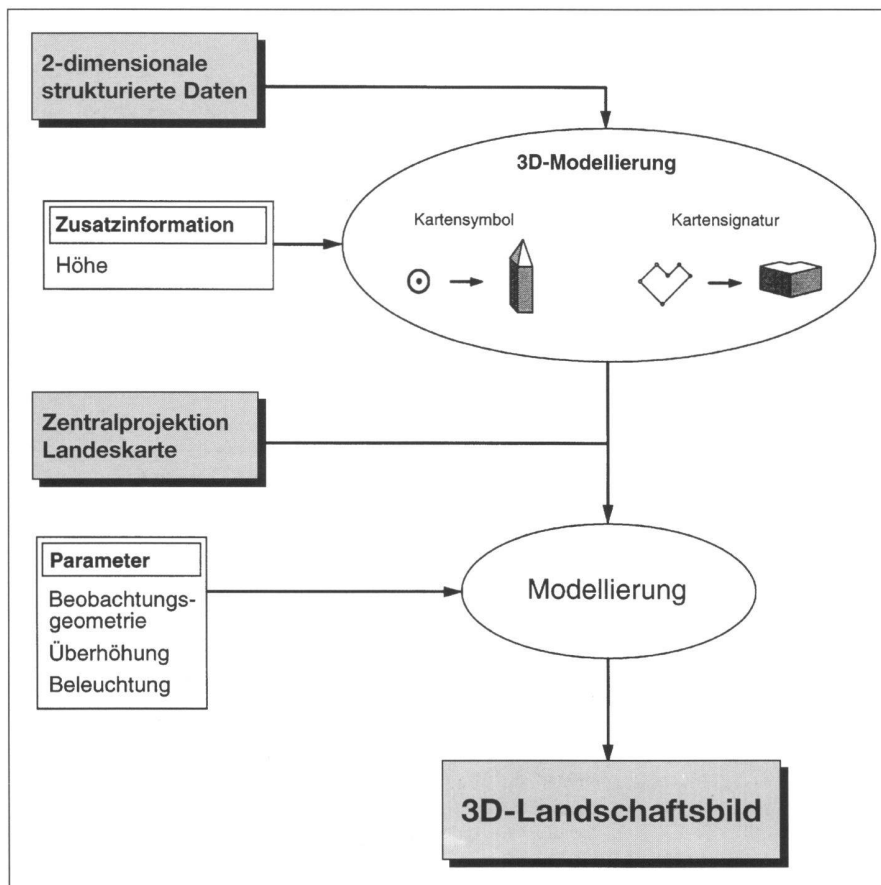 2-dimensionale
strukturierte Daten
3D-Modellierung
Zusatzinformation
Höhe
Kartensymbol
Kartensignatur
Zentralprojektion
Landeskarte
Parameter
Beobachtungs-
geometrie
Überhöhung
Beleuchtung
Modellierung
3D-Landschaftsbild